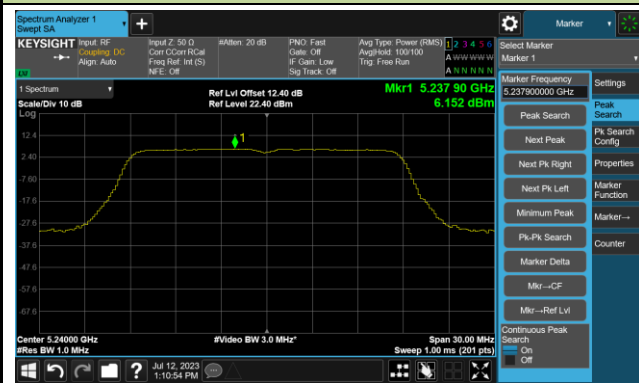 Spectrum Analyzer 1
Swept SA
Marker
KEYSIGHT
Input: RF
Coupling: DC
Align: Auto
Input Z: 50 Ω
Corr CCorr RCal
Freq Ref: Int (S)
NFE: Off
#Atten: 20 dB
PNO: Fast
Gate: Off
IF Gain: Low
Sig Track: Off
Avg Type: Power (RMS)
Avg|Hold: 100/100
Trig: Free Run
1 2 3 4 5 6
A W W W W W
A N N N N N
Select Marker
Marker 1
LXI
1 Spectrum
Scale/Div 10 dB
Log
Ref Lvl Offset 12.40 dB
Ref Level 22.40 dBm
Mkr1 5.237 90 GHz
6.152 dBm
1
12.4
2.40
-7.60
-17.6
-27.6
-37.6
-47.6
-57.6
-67.6
Center 5.24000 GHz
#Res BW 1.0 MHz
#Video BW 3.0 MHz*
Span 30.00 MHz
Sweep 1.00 ms (201 pts)
Marker Frequency
5.237900000 GHz
Peak Search
Next Peak
Next Pk Right
Next Pk Left
Minimum Peak
Pk-Pk Search
Marker Delta
Mkr→CF
Mkr→Ref Lvl
Continuous Peak
Search
On
Off
Settings
Peak
Search
Pk Search
Config
Properties
Marker
Function
Marker→
Counter
Jul 12, 2023
1:10:54 PM